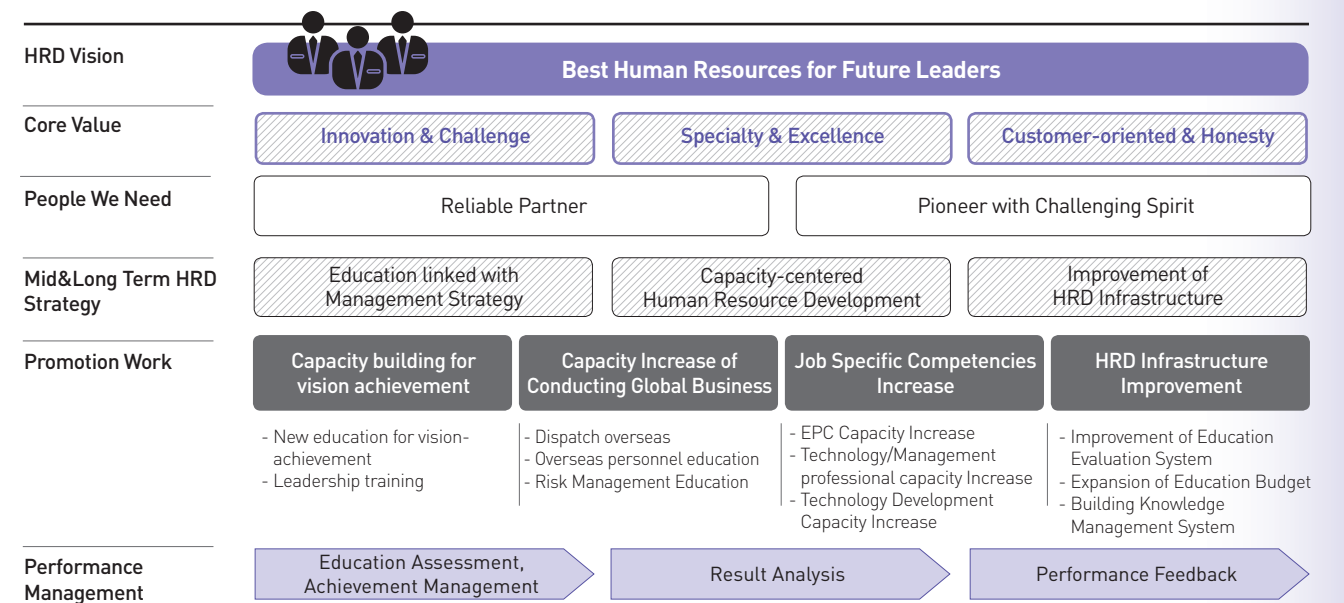 HRD Vision
Best Human Resources for Future Leaders
Core Value
Innovation & Challenge
Specialty & Excellence
Customer-oriented & Honesty
People We Need
Reliable Partner
Pioneer with Challenging Spirit
Mid&Long Term HRD
Strategy
Education linked with
Management Strategy
Capacity-centered
Human Resource Development
Improvement of
HRD Infrastructure
Promotion Work
Capacity building for
vision achievement
Capacity Increase of
Conducting Global Business
Job Specific Competencies
Increase
HRD Infrastructure
Improvement
- New education for vision-
achievement
- Leadership training
- Dispatch overseas
- Overseas personnel education
- Risk Management Education
- EPC Capacity Increase
- Technology/Management
professional capacity Increase
- Technology Development
Capacity Increase
- Improvement of Education
Evaluation System
- Expansion of Education Budget
- Building Knowledge
Management System
Performance
Management
Education Assessment,
Achievement Management
Result Analysis
Performance Feedback